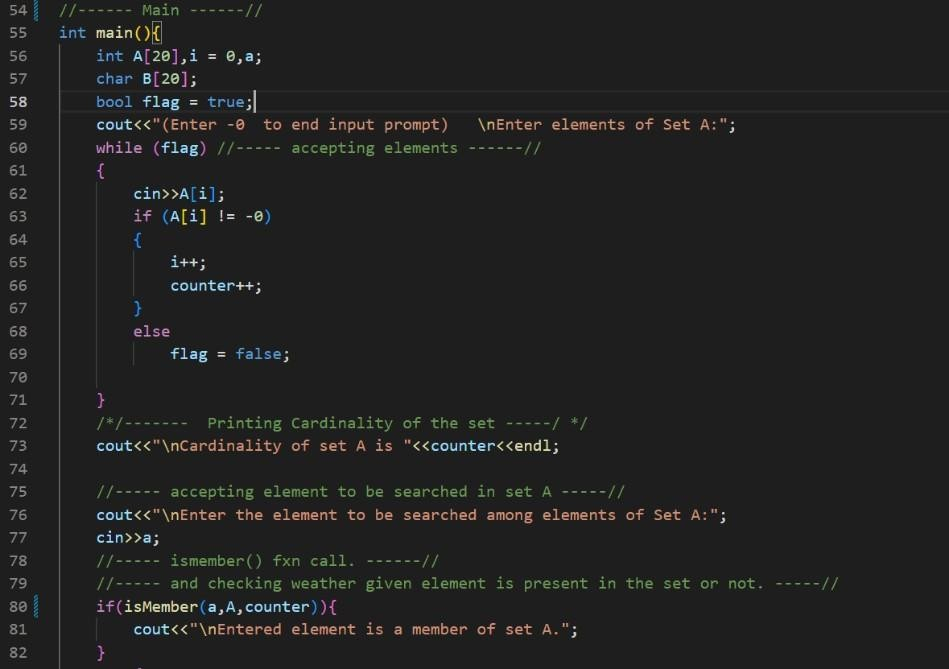 54 //------ Main ------//
55 int main(){
56 int A[20],i = 0,a;
57 char B[20];
58 bool flag = true;
59 cout<<"(Enter -0  to end input prompt)   \nEnter elements of Set A:";
60 while (flag) //----- accepting elements ------//
61 {
62 cin>>A[i];
63 if (A[i] != -0)
64 {
65 i++;
66 counter++;
67 }
68 else
69 flag = false;
70
71 }
72 /*/-------  Printing Cardinality of the set -----/ */
73 cout<<"\nCardinality of set A is "<<counter<<endl;
74
75 //----- accepting element to be searched in set A -----//
76 cout<<"\nEnter the element to be searched among elements of Set A:";
77 cin>>a;
78 //----- ismember() fxn call. ------//
79 //----- and checking weather given element is present in the set or not. -----//
80 if(isMember(a,A,counter)){
81 cout<<"\nEntered element is a member of set A.";
82 }